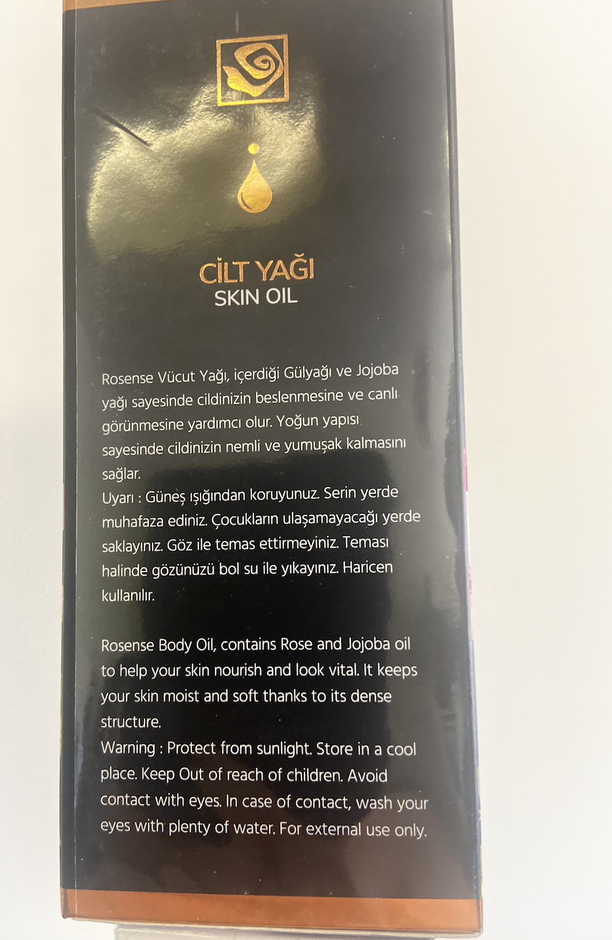 CİLT YAĞI
SKIN OIL
Rosense Vücut Yağı, içerdiği Gülyağı ve Jojoba
yağı sayesinde cildinizin beslenmesine ve canlı
görünmesine yardımcı olur. Yoğun yapısı
sayesinde cildinizin nemli ve yumuşak kalmasını
sağlar.
Uyarı : Güneş ışığından koruyunuz. Serin yerde
muhafaza ediniz. Çocukların ulaşamayacağı yerde
saklayınız. Göz ile temas ettirmeyiniz. Teması
halinde gözünüzü bol su ile yıkayınız. Haricen
kullanılır.
Rosense Body Oil, contains Rose and Jojoba oil
to help your skin nourish and look vital. It keeps
your skin moist and soft thanks to its dense
structure.
Warning : Protect from sunlight. Store in a cool
place. Keep Out of reach of children. Avoid
contact with eyes. In case of contact, wash your
eyes with plenty of water. For external use only.